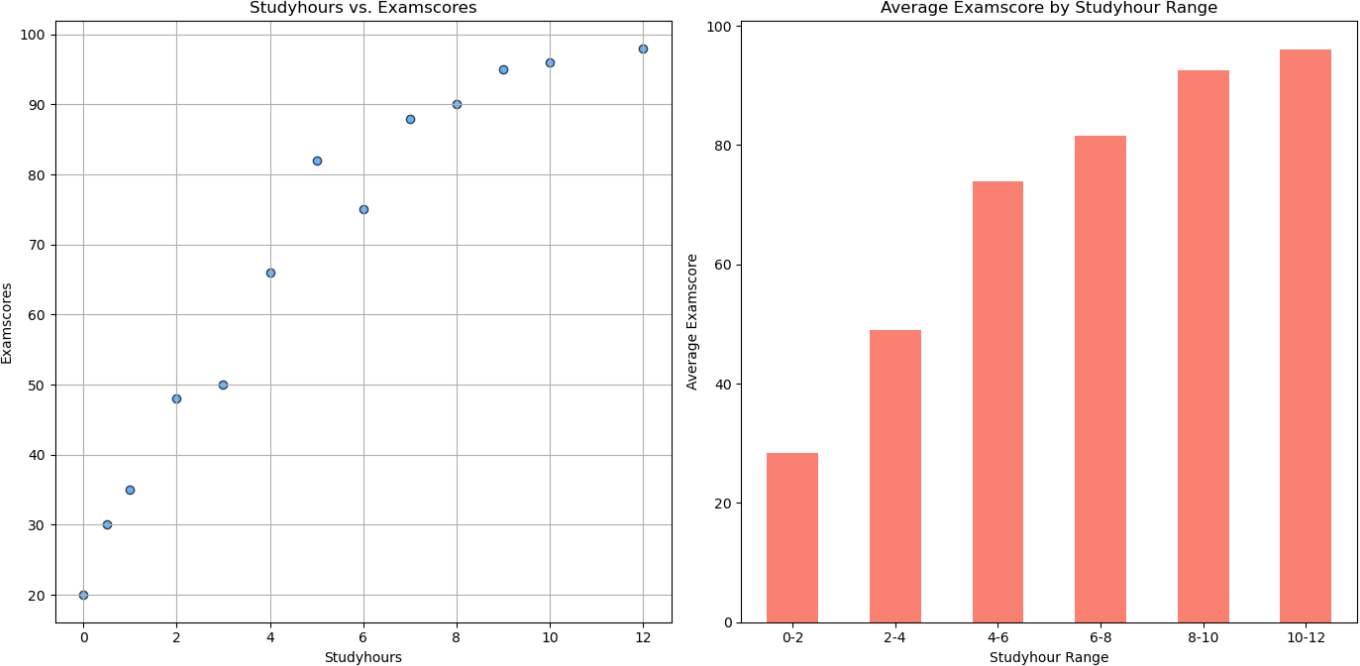 Studyhours vs. Examscores
Examscores
100
90
80
70
60
50
40
30
20
0 2 4 6 8 10 12
Studyhours
Average Examscore by Studyhour Range
Average Examscore
100
80
60
40
20
0
0-2 2-4 4-6 6-8 8-10 10-12
Studyhour Range